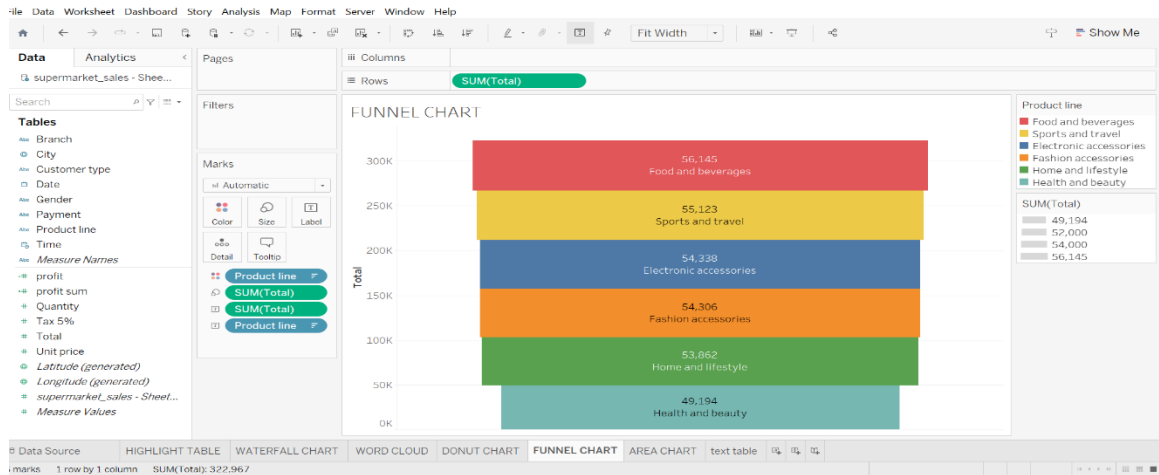 File Data Worksheet Dashboard Story Analysis Map Format Server Window Help
Fit Width
Show Me
Data Analytics
supermarket_sales - Shee...
Search
Tables
Abc Branch
City
Abc Customer type
Date
Abc Gender
Abc Payment
Abc Product line
Time
Abc Measure Names
profit
profit sum
# Quantity
# Tax 5%
# Total
# Unit price
Latitude (generated)
Longitude (generated)
# supermarket_sales - Sheet...
# Measure Values
Pages
Filters
Marks
Automatic
Color Size Label
Detail Tooltip
Product line
SUM(Total)
SUM(Total)
Product line
Columns
Rows SUM(Total)
FUNNEL CHART
Total
300K
250K
200K
150K
100K
50K
0K
56,145
Food and beverages
55,123
Sports and travel
54,338
Electronic accessories
54,306
Fashion accessories
53,862
Home and lifestyle
49,194
Health and beauty
Product line
Food and beverages
Sports and travel
Electronic accessories
Fashion accessories
Home and lifestyle
Health and beauty
SUM(Total)
49,194
52,000
54,000
56,145
Data Source HIGHLIGHT TABLE WATERFALL CHART WORD CLOUD DONUT CHART FUNNEL CHART AREA CHART text table
marks 1 row by 1 column SUM(Total): 322,967